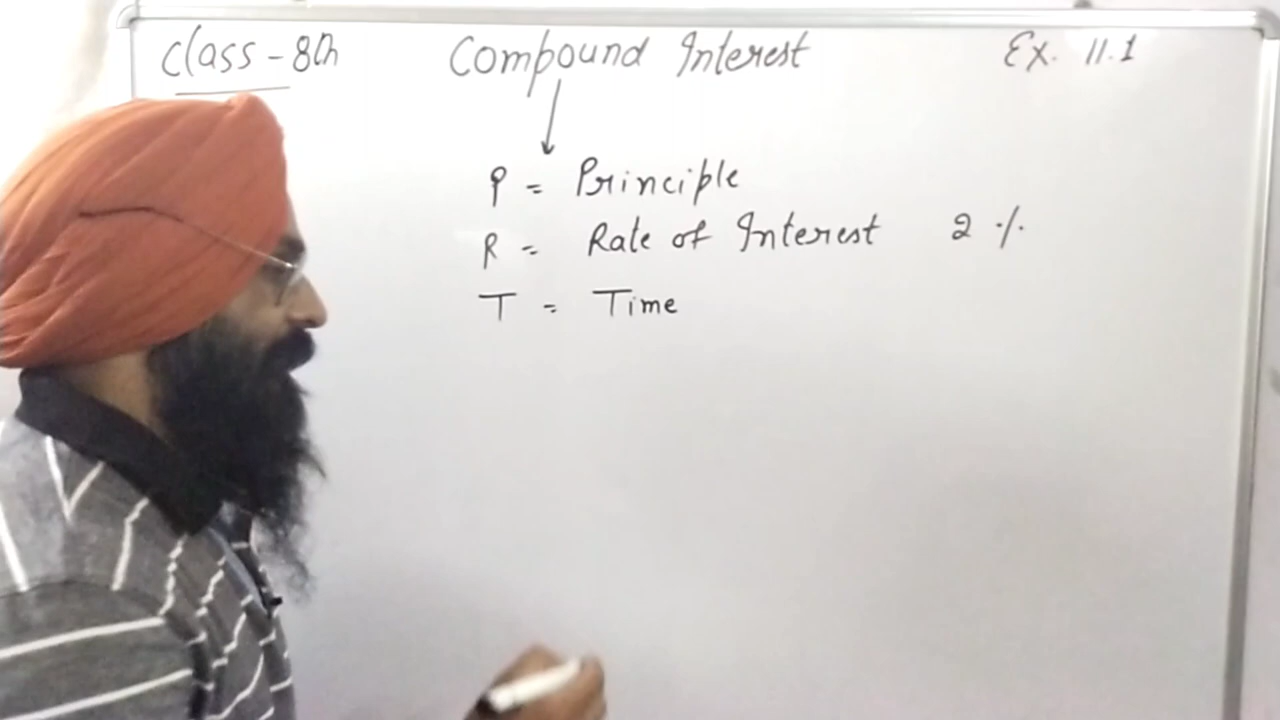 Class - 8th Compound Interest Ex. 11.1
P = Principle
R = Rate of Interest 2 %
T = Time